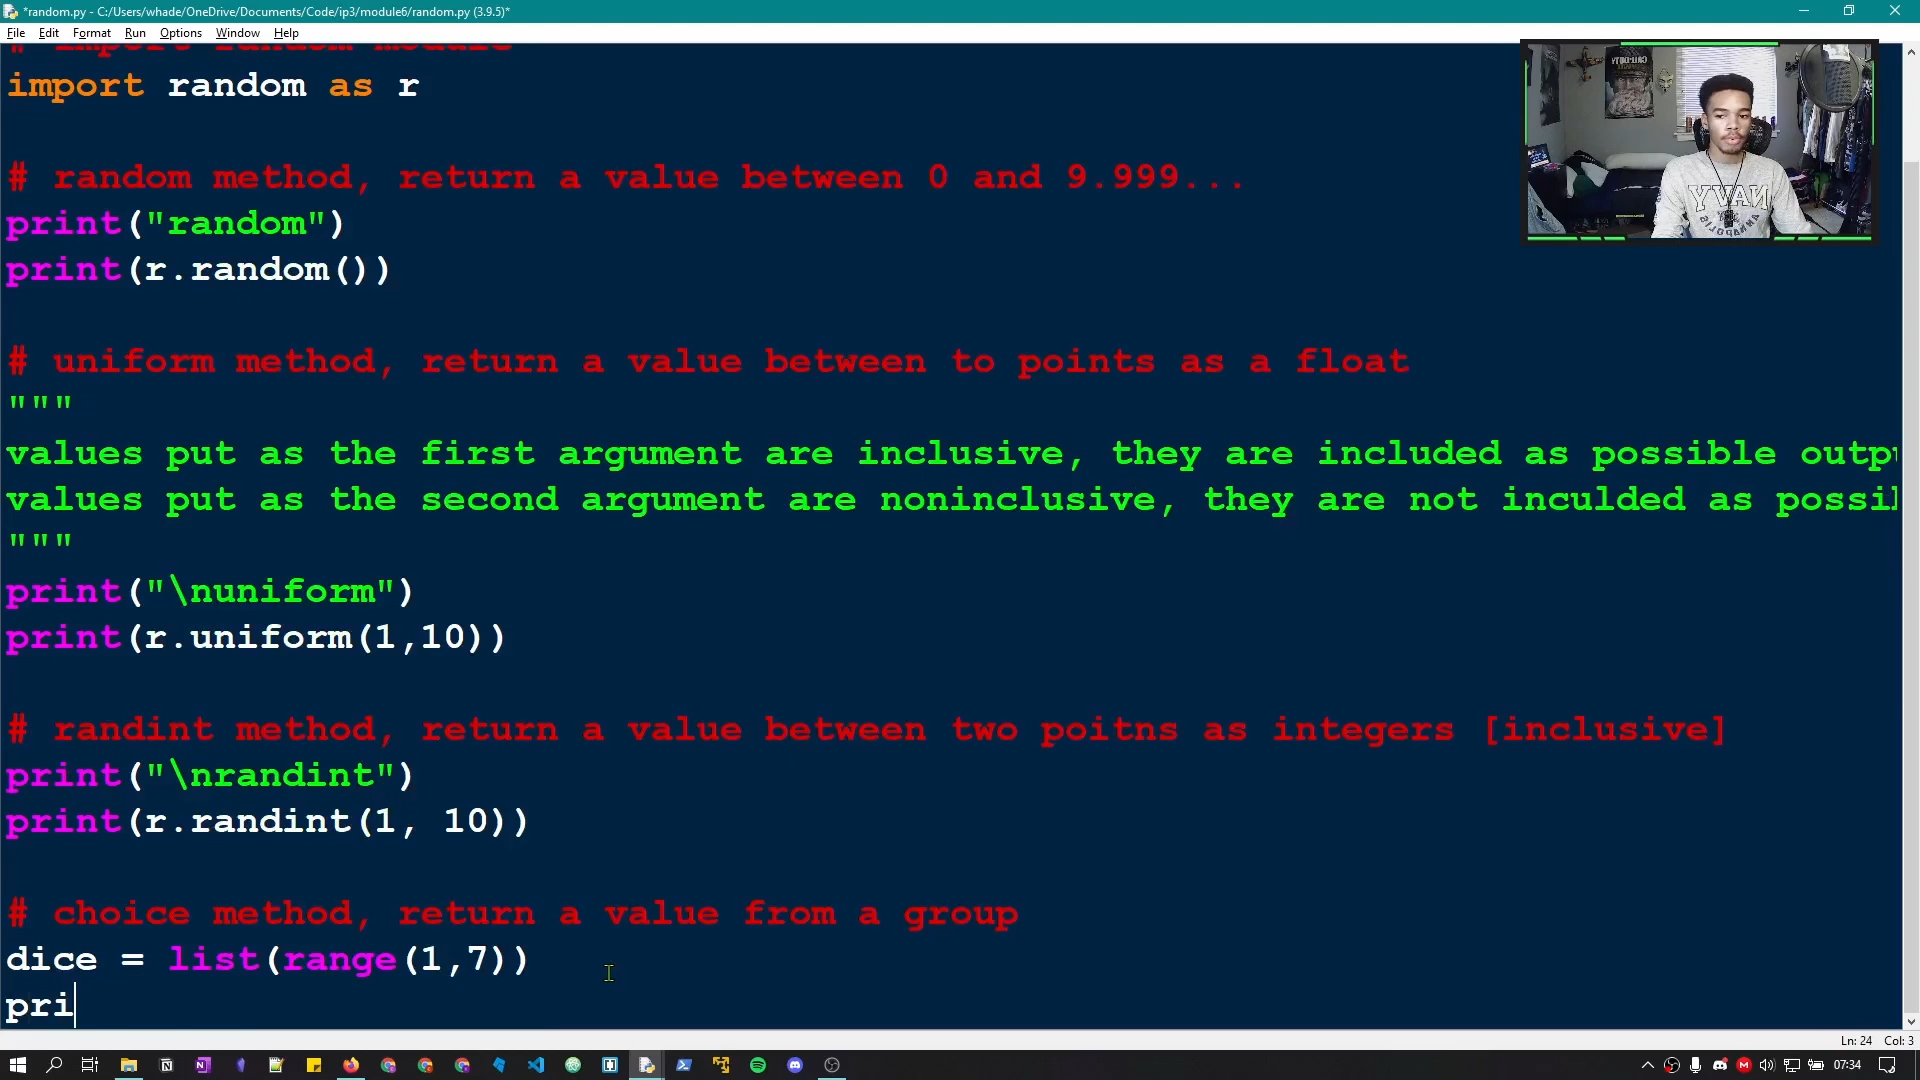 *random.py - C:/Users/whade/OneDrive/Documents/Code/ip3/module6/random.py (3.9.5)*
File Edit Format Run Options Window Help
# import random module
import random as r
# random method, return a value between 0 and 9.999...
print("random")
print(r.random())
# uniform method, return a value between to points as a float
"""
values put as the first argument are inclusive, they are included as possible outpu
values put as the second argument are noninclusive, they are not inculded as possil
"""
print("\nuniform")
print(r.uniform(1,10))
# randint method, return a value between two poitns as integers [inclusive]
print("\nrandint")
print(r.randint(1, 10))
# choice method, return a value from a group
dice = list(range(1,7))
pri
Ln: 24 Col: 3
07:34
NAVY